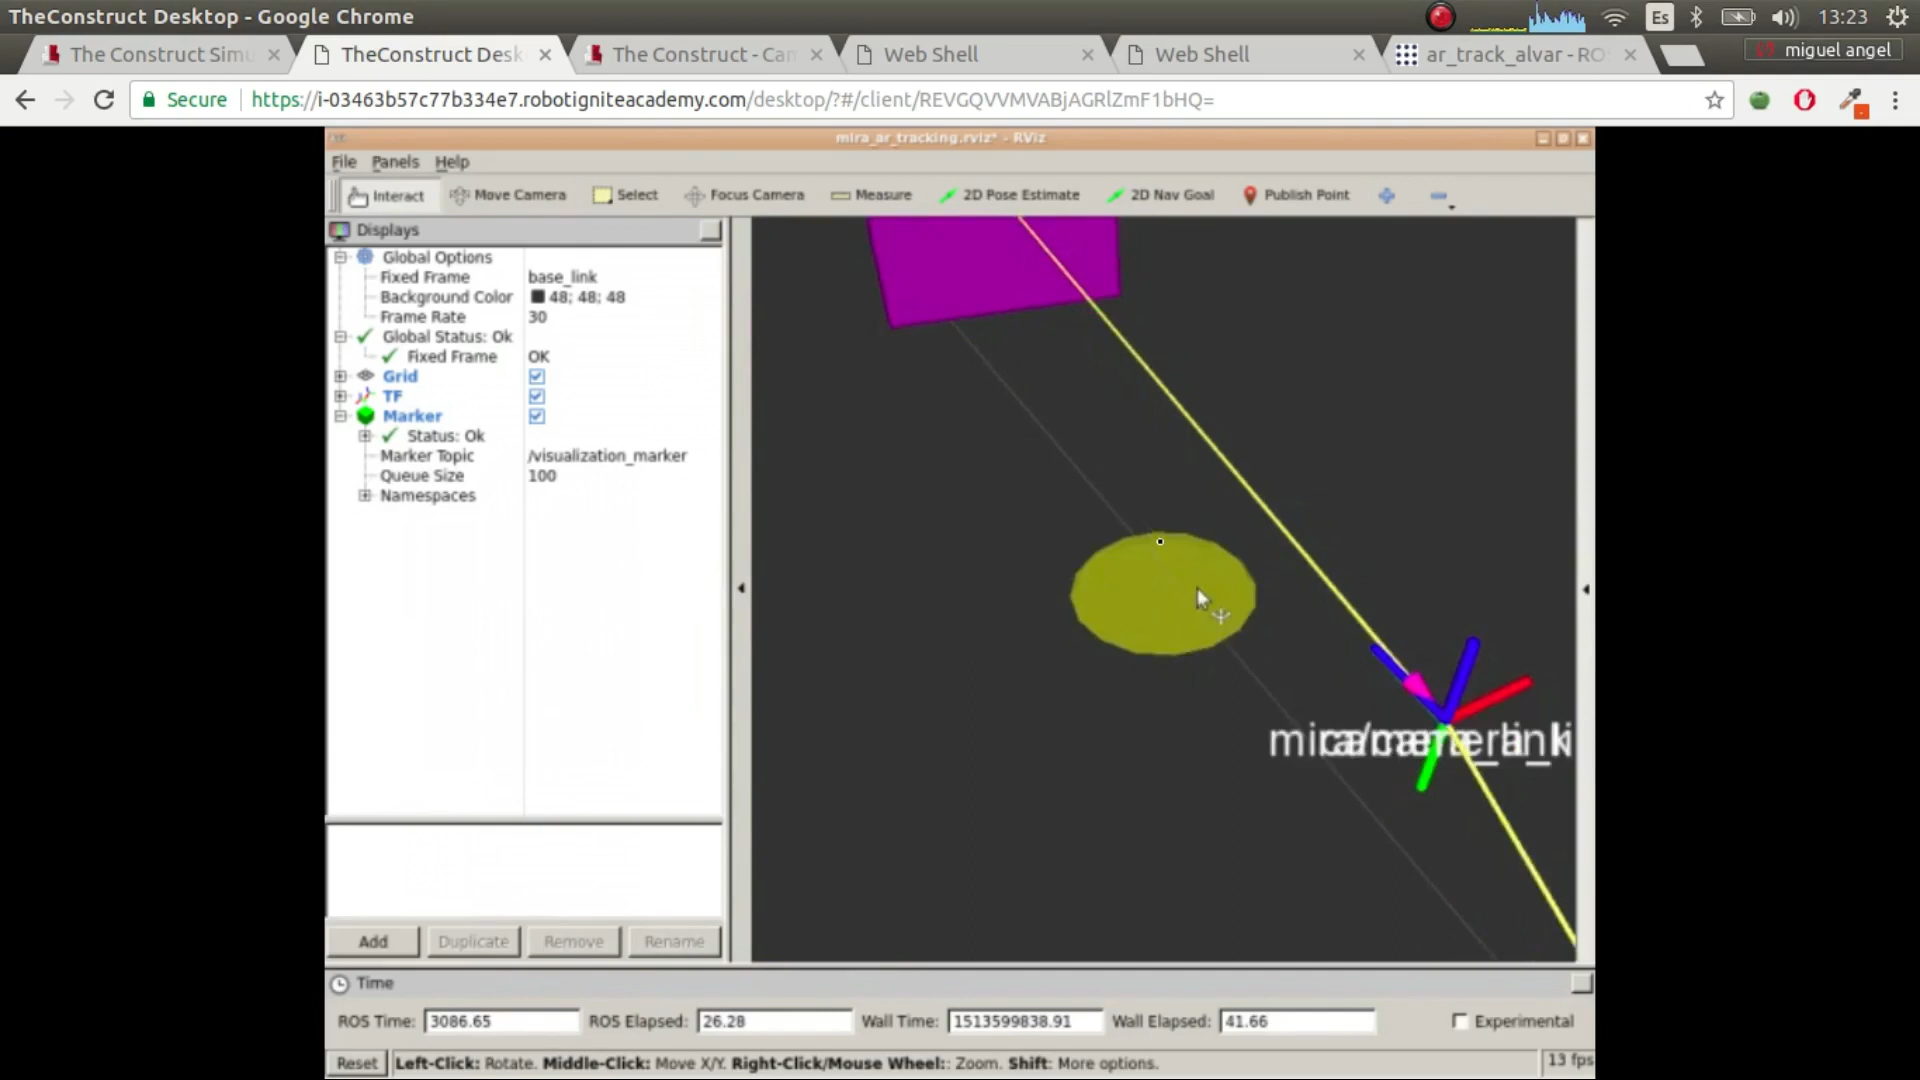 TheConstruct Desktop - Google Chrome
Es
13:23
The Construct Simu
TheConstruct Desk
The Construct - Can
Web Shell
Web Shell
ar_track_alvar - RO
miguel angel
Secure
https://i-03463b57c77b334e7.robotigniteacademy.com/desktop/?#/client/REVGQVVMVABjAGRlZmF1bHQ=
mira_ar_tracking.rviz* - RViz
File Panels Help
Interact Move Camera Select Focus Camera Measure 2D Pose Estimate 2D Nav Goal Publish Point
Displays
Global Options
Fixed Frame base_link
Background Color 48; 48; 48
Frame Rate 30
Global Status: Ok
Fixed Frame OK
Grid
TF
Marker
Status: Ok
Marker Topic /visualization_marker
Queue Size 100
Namespaces
Add Duplicate Remove Rename
Time
ROS Time: 3086.65 ROS Elapsed: 26.28 Wall Time: 1513599838.91 Wall Elapsed: 41.66 Experimental
Reset Left-Click: Rotate. Middle-Click: Move X/Y. Right-Click/Mouse Wheel:: Zoom. Shift: More options. 13 fps